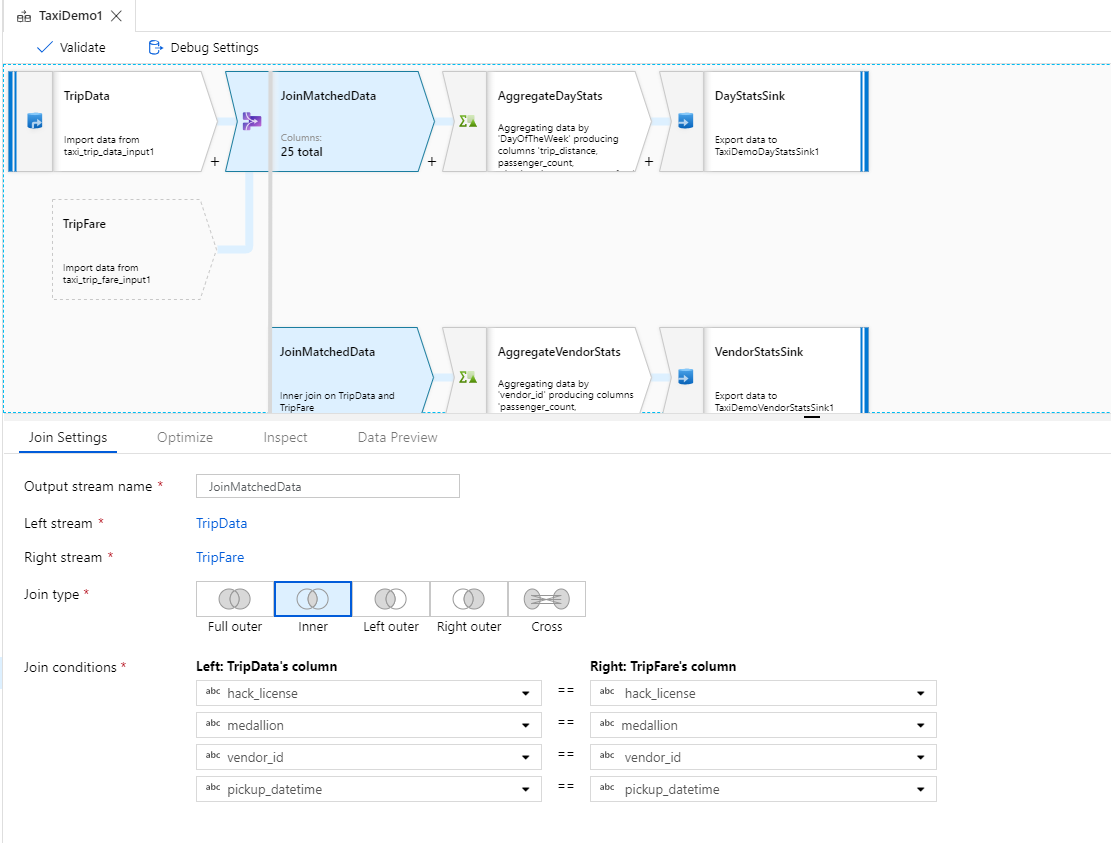 TaxiDemo1
Validate
Debug Settings
TripData
Import data from
taxi_trip_data_input1
+
JoinMatchedData
Columns:
25 total
+
AggregateDayStats
Aggregating data by
'DayOfTheWeek' producing
columns 'trip_distance,
passenger_count,
+
DayStatsSink
Export data to
TaxiDemoDayStatsSink1
TripFare
Import data from
taxi_trip_fare_input1
JoinMatchedData
Inner join on TripData and
TripFare
AggregateVendorStats
Aggregating data by
'vendor_id' producing columns
'passenger_count,
VendorStatsSink
Export data to
TaxiDemoVendorStatsSink1
Join Settings
Optimize
Inspect
Data Preview
Output stream name *
JoinMatchedData
Left stream *
TripData
Right stream *
TripFare
Join type *
Full outer
Inner
Left outer
Right outer
Cross
Join conditions *
Left: TripData's column
Right: TripFare's column
abc hack_license == abc hack_license
abc medallion == abc medallion
abc vendor_id == abc vendor_id
abc pickup_datetime == abc pickup_datetime